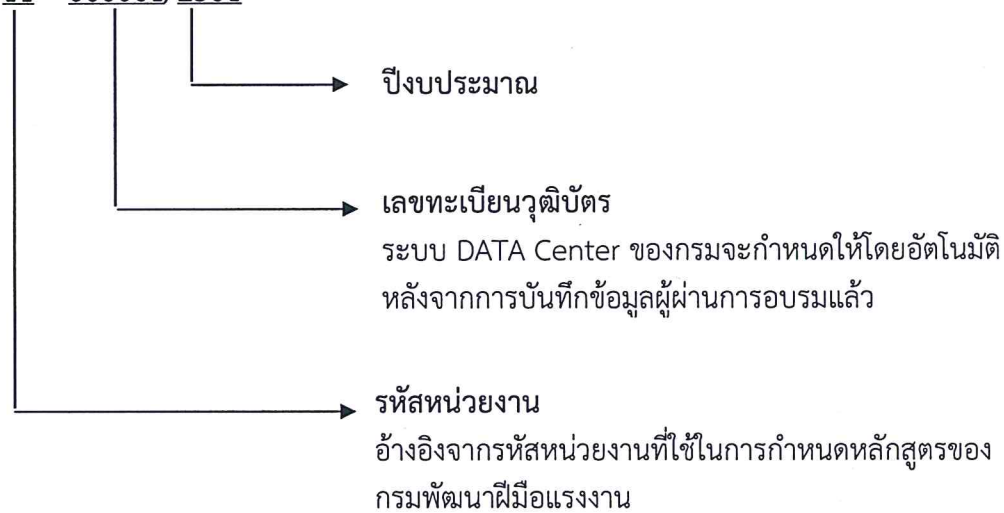 ปีงบประมาณ
เลขทะเบียนวุฒิบัตร
ระบบ DATA Center ของกรมจะกำหนดให้โดยอัตโนมัติ
หลังจากการบันทึกข้อมูลผู้ผ่านการอบรมแล้ว
รหัสหน่วยงาน
อ้างอิงจากรหัสหน่วยงานที่ใช้ในการกำหนดหลักสูตรของ
กรมพัฒนาฝีมือแรงงาน